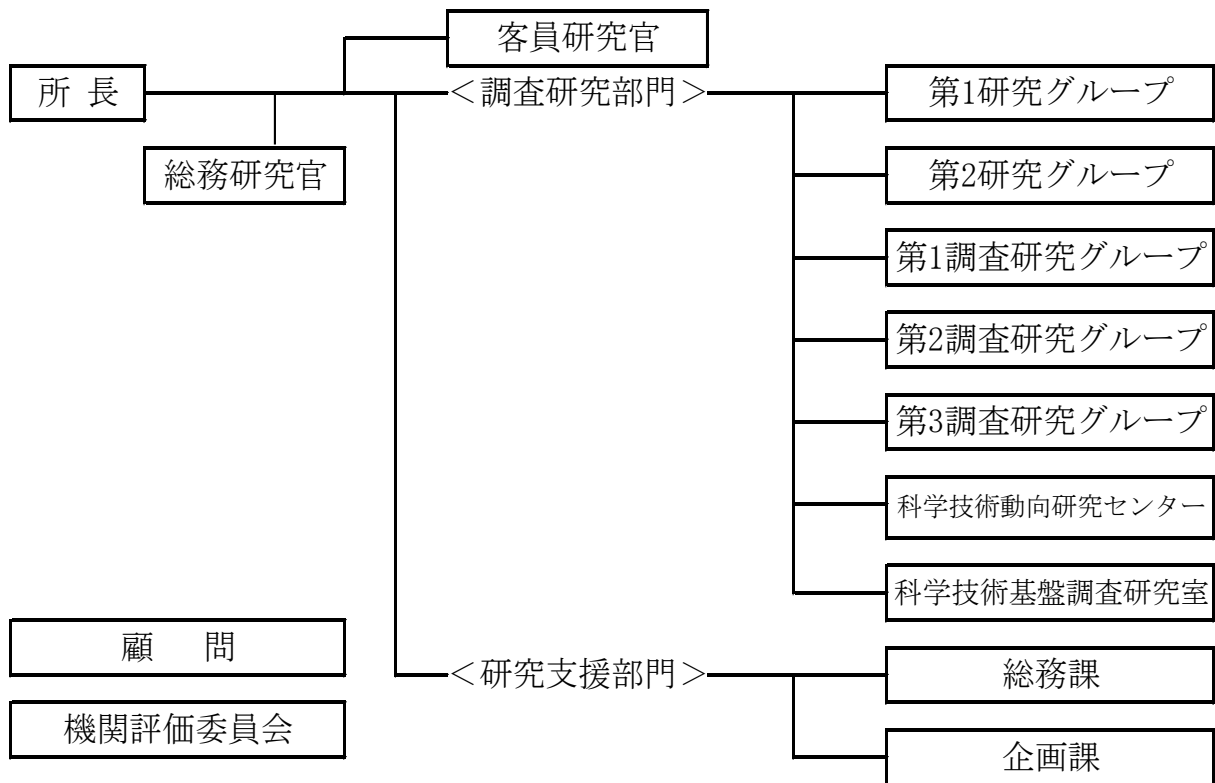 客員研究官
所 長
＜調査研究部門＞
第1研究グループ
総務研究官
第2研究グループ
第1調査研究グループ
第2調査研究グループ
第3調査研究グループ
科学技術動向研究センター
科学技術基盤調査研究室
顧 問
＜研究支援部門＞
総務課
機関評価委員会
企画課